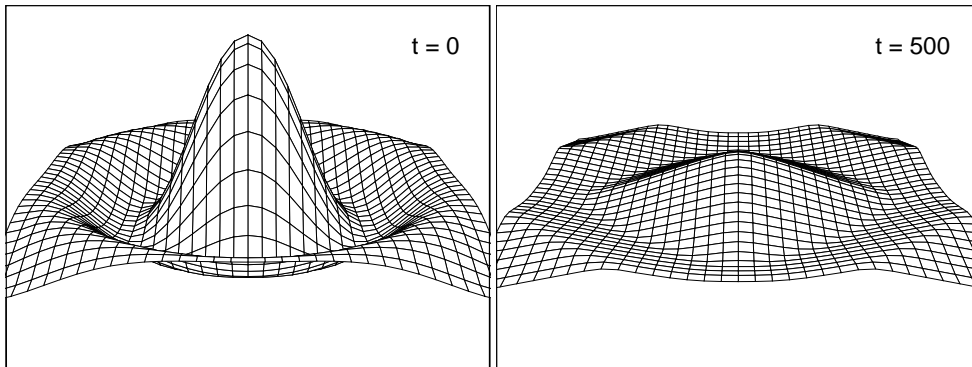 t = 0
t = 500